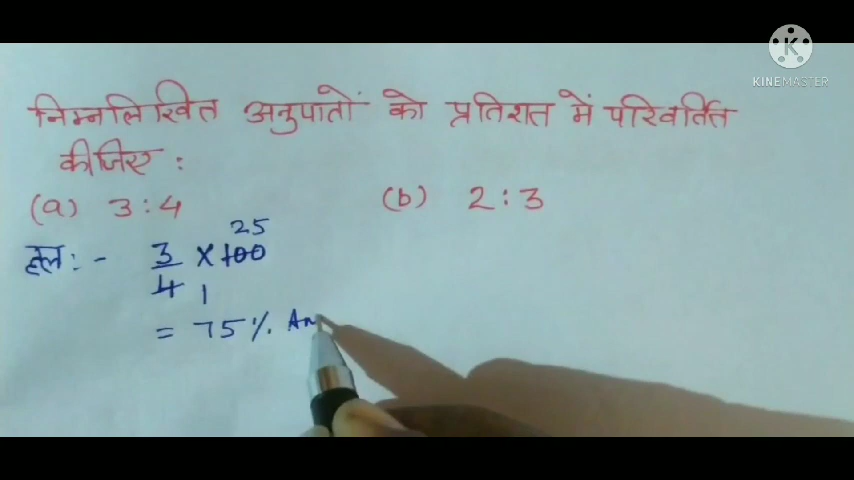 K
KINEMASTER
निम्नलिखित अनुपातों को प्रतिशत में परिवर्तित
कीजिए :
(a) 3:4 (b) 2:3
25
हल: - 3 × 100
4 1
= 75% An